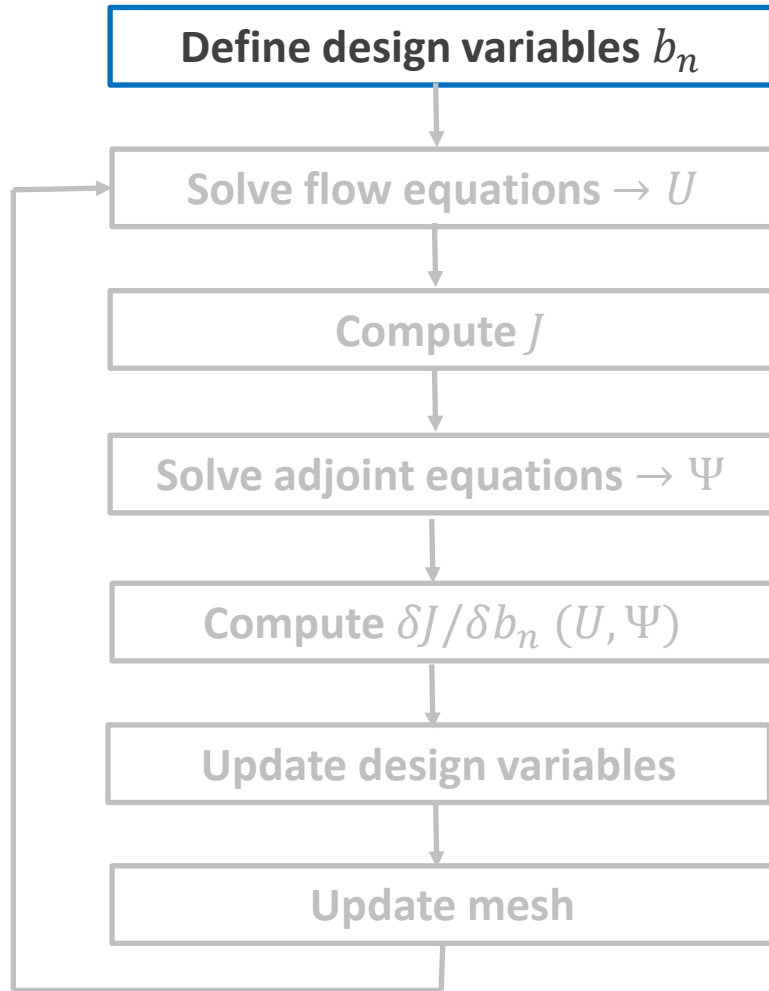 Define design variables bₙ
Solve flow equations → U
Compute J
Solve adjoint equations → Ψ
Compute δJ/δbₙ (U, Ψ)
Update design variables
Update mesh